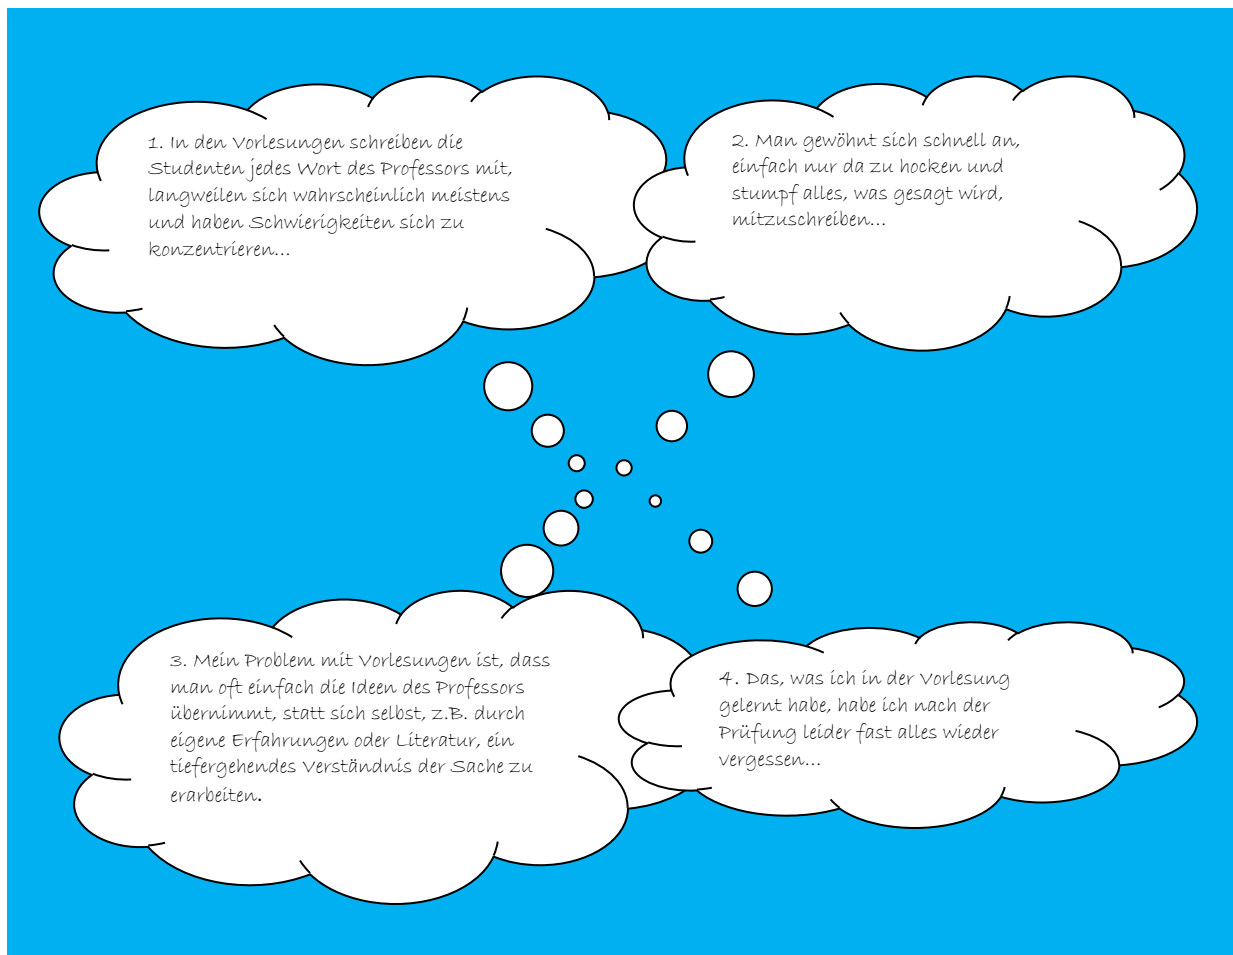 1. In den Vorlesungen schreiben die
Studenten jedes Wort des Professors mit,
langweilen sich wahrscheinlich meistens
und haben Schwierigkeiten sich zu
konzentrieren...
2. Man gewöhnt sich schnell an,
einfach nur da zu hocken und
stumpf alles, was gesagt wird,
mitzuschreiben...
3. Mein Problem mit Vorlesungen ist, dass
man oft einfach die Ideen des Professors
übernimmt, statt sich selbst, z.B. durch
eigene Erfahrungen oder Literatur, ein
tiefergehendes Verständnis der Sache zu
erarbeiten.
4. Das, was ich in der Vorlesung
gelernt habe, habe ich nach der
Prüfung leider fast alles wieder
vergessen...